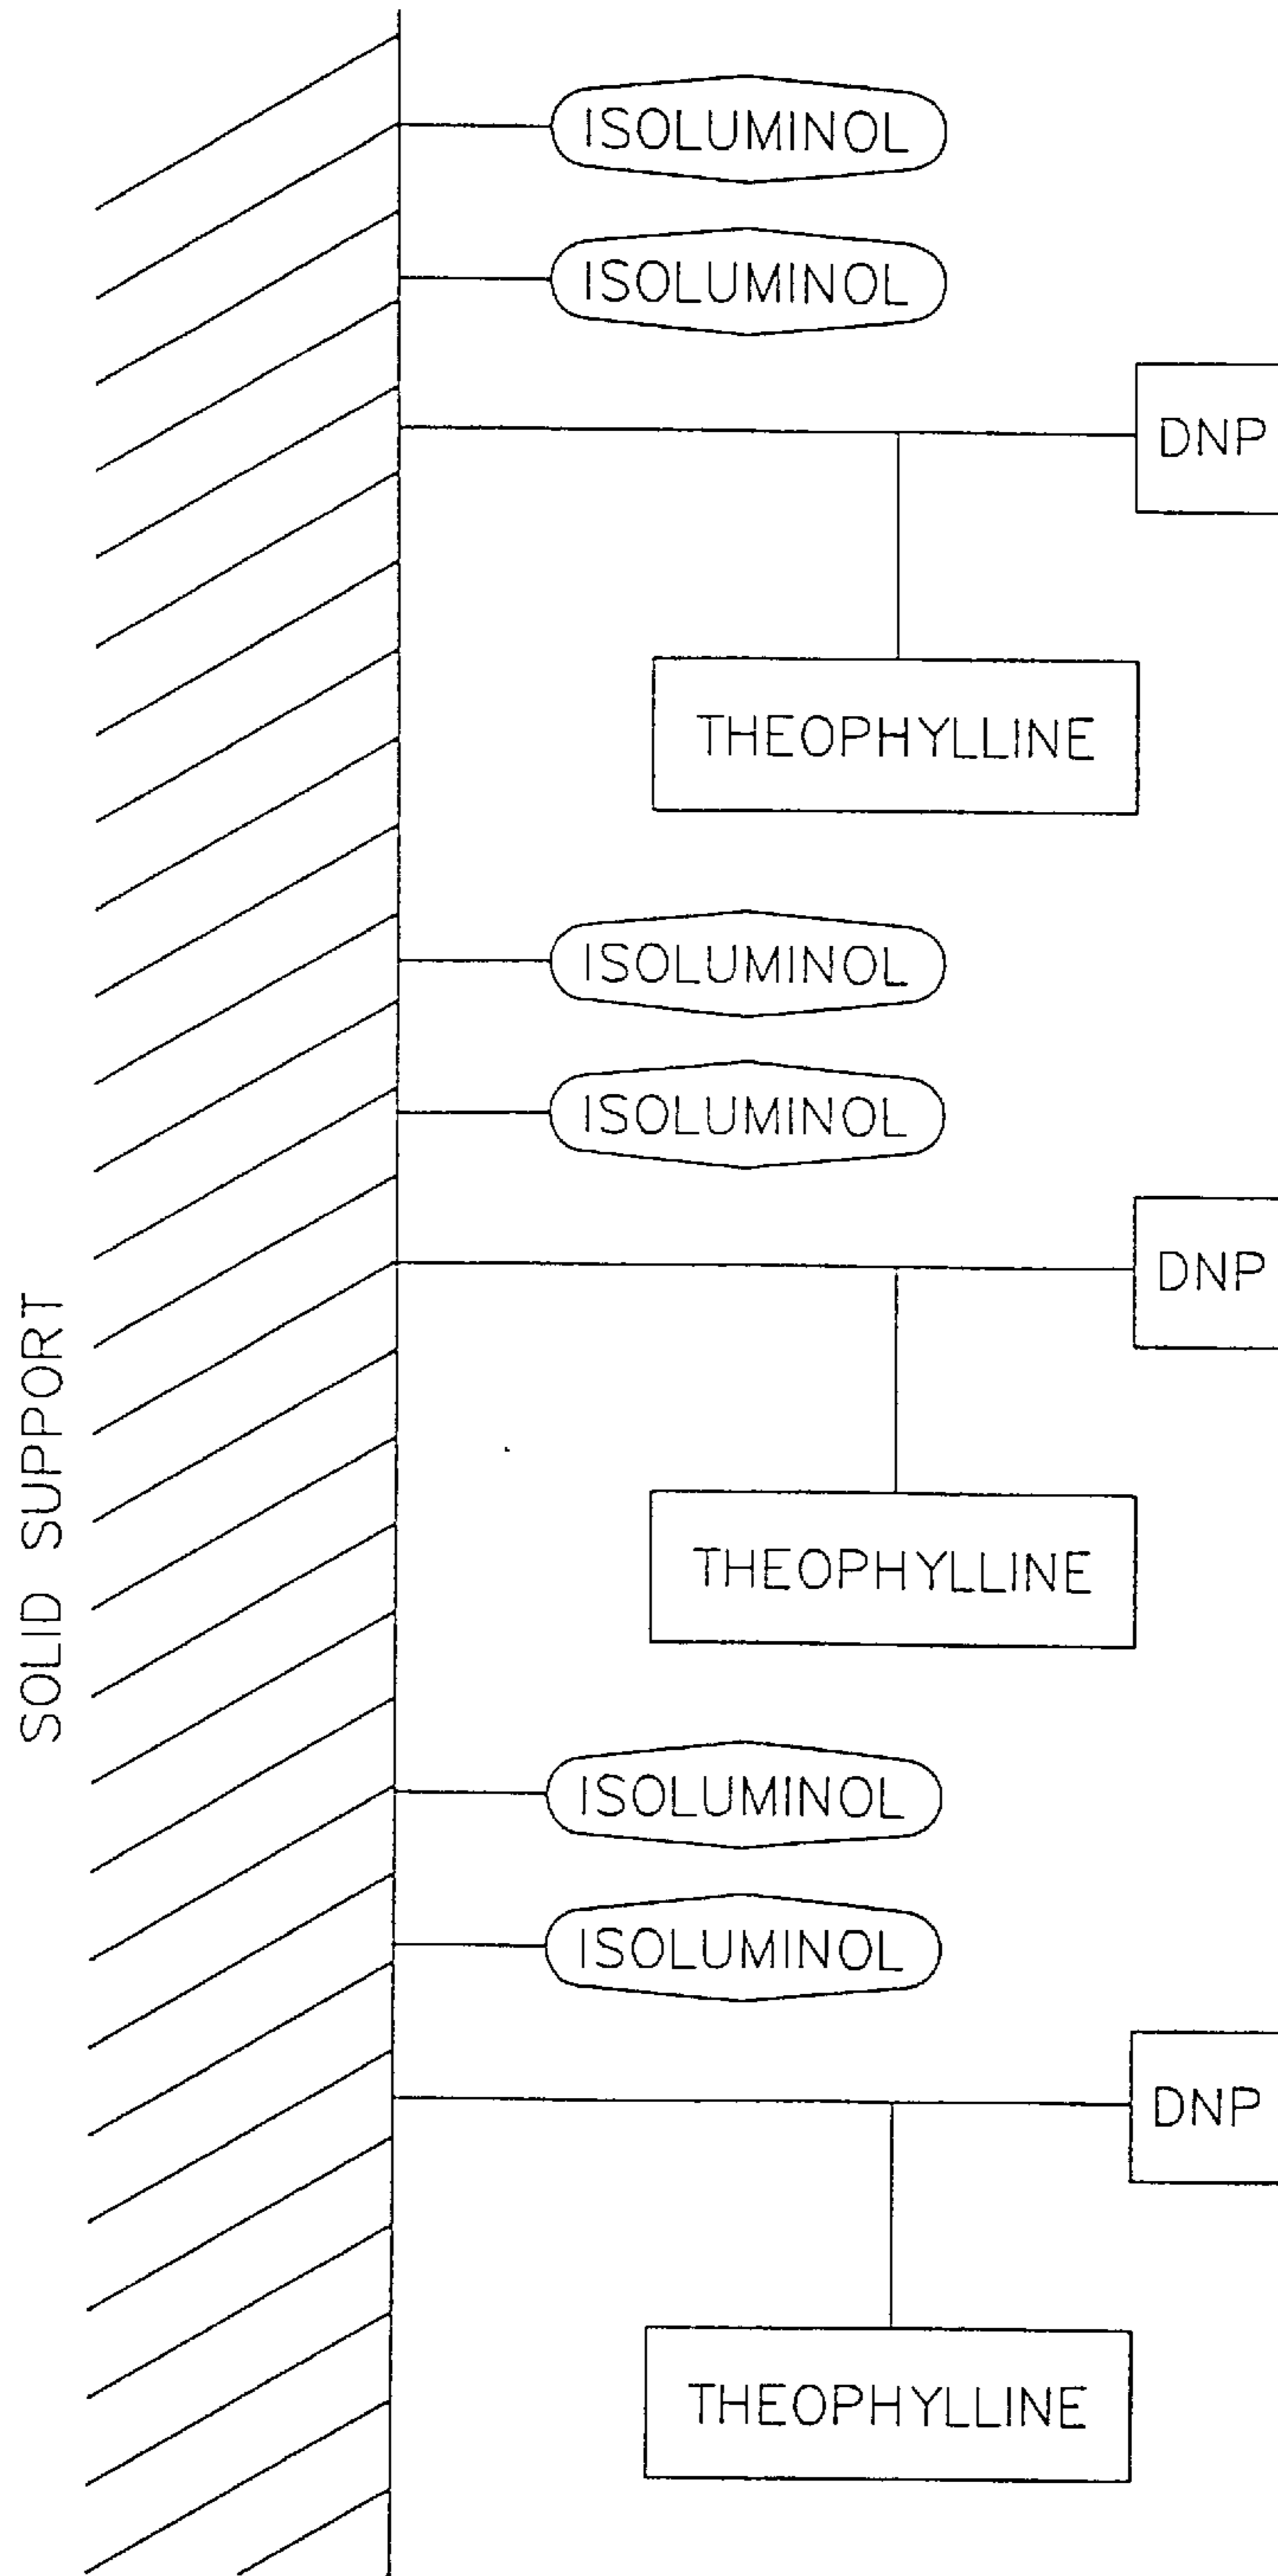 ISOLUMINOL
ISOLUMINOL
DNP
THEOPHYLLINE
ISOLUMINOL
ISOLUMINOL
DNP
THEOPHYLLINE
SOLID SUPPORT
ISOLUMINOL
ISOLUMINOL
DNP
THEOPHYLLINE